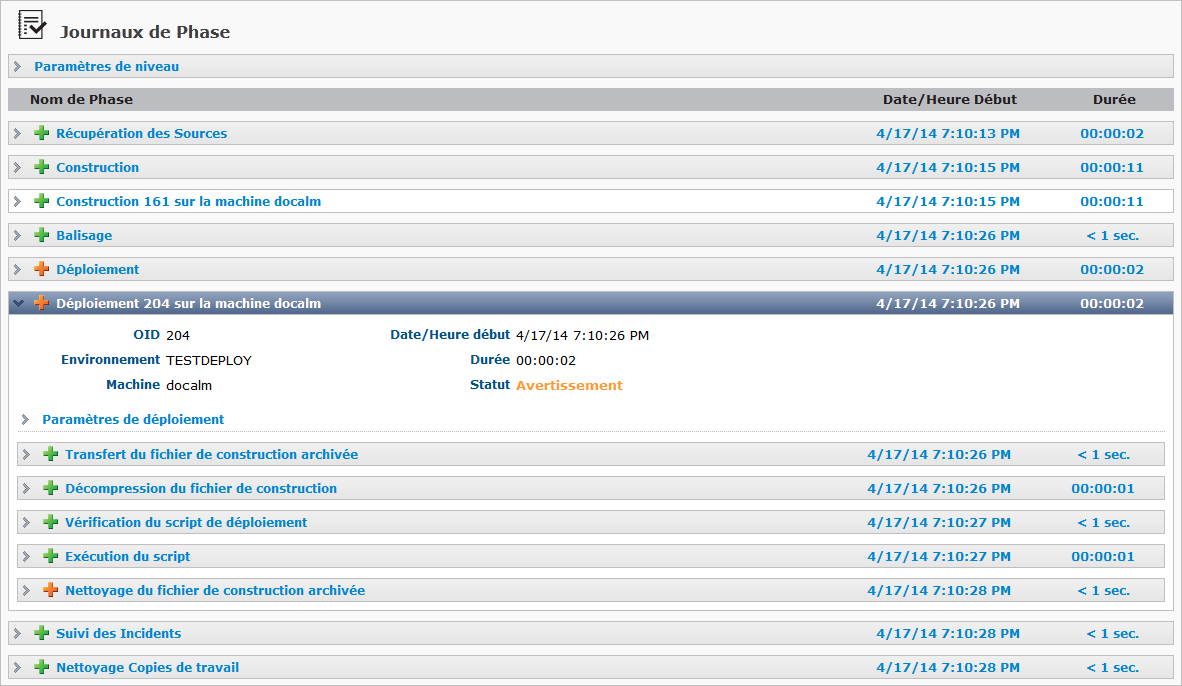 Journaux de Phase
Paramètres de niveau
Nom de Phase Date/Heure Début Durée
Récupération des Sources 4/17/14 7:10:13 PM 00:00:02
Construction 4/17/14 7:10:15 PM 00:00:11
Construction 161 sur la machine docalm 4/17/14 7:10:15 PM 00:00:11
Balisage 4/17/14 7:10:26 PM < 1 sec.
Déploiement 4/17/14 7:10:26 PM 00:00:02
Déploiement 204 sur la machine docalm 4/17/14 7:10:26 PM 00:00:02
OID 204 Date/Heure début 4/17/14 7:10:26 PM
Environnement TESTDEPLOY Durée 00:00:02
Machine docalm Statut Avertissement
Paramètres de déploiement
Transfert du fichier de construction archivée 4/17/14 7:10:26 PM < 1 sec.
Décompression du fichier de construction 4/17/14 7:10:26 PM 00:00:01
Vérification du script de déploiement 4/17/14 7:10:27 PM < 1 sec.
Exécution du script 4/17/14 7:10:27 PM 00:00:01
Nettoyage du fichier de construction archivée 4/17/14 7:10:28 PM < 1 sec.
Suivi des Incidents 4/17/14 7:10:28 PM < 1 sec.
Nettoyage Copies de travail 4/17/14 7:10:28 PM < 1 sec.